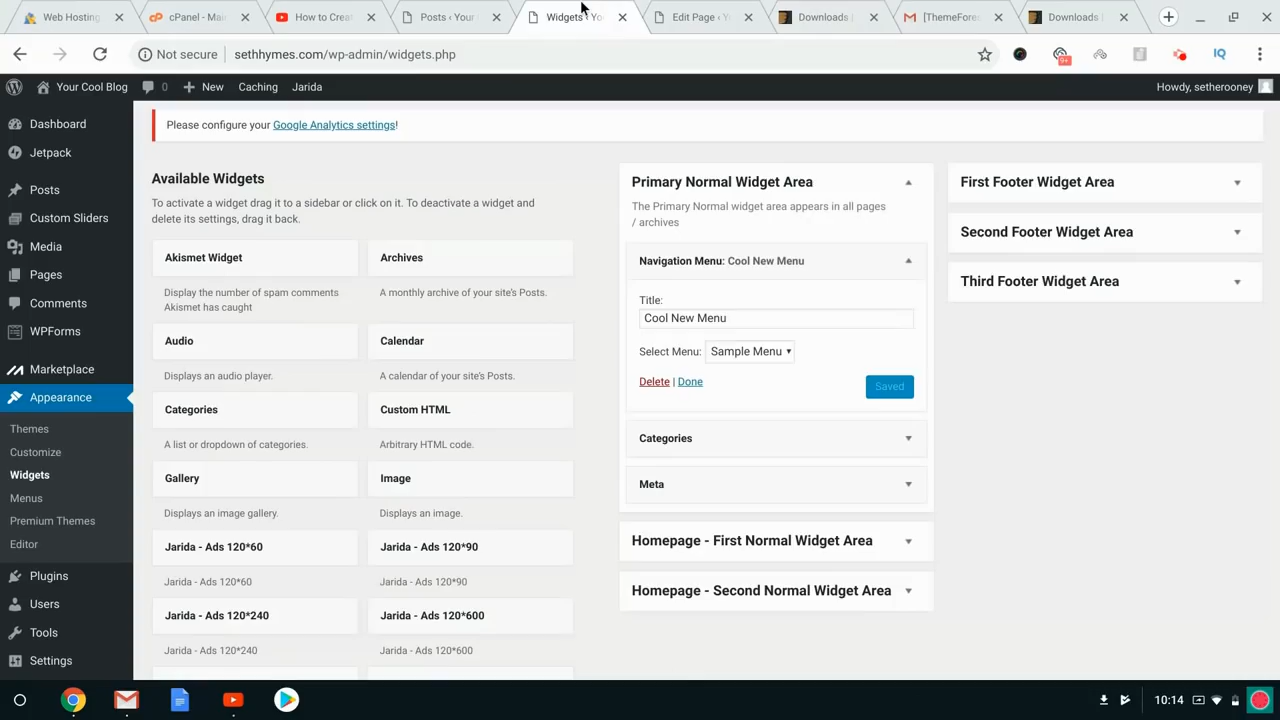 Web Hosting
cPanel - Mai
How to Creat
Posts ‹ Your
Widgets ‹ Yo
Edit Page ‹ Y
Downloads |
[ThemeFores
Downloads |
Not secure
sethhymes.com/wp-admin/widgets.php
9+
IQ
Your Cool Blog
0
New
Caching
Jarida
Howdy, setherooney
Dashboard
Jetpack
Posts
Custom Sliders
Media
Pages
Comments
WPForms
Marketplace
Appearance
Themes
Customize
Widgets
Menus
Premium Themes
Editor
Plugins
Users
Tools
Settings
Please configure your Google Analytics settings!
Available Widgets
To activate a widget drag it to a sidebar or click on it. To deactivate a widget and
delete its settings, drag it back.
Akismet Widget
Archives
Display the number of spam comments
Akismet has caught
A monthly archive of your site's Posts.
Audio
Calendar
Displays an audio player.
A calendar of your site's Posts.
Categories
Custom HTML
A list or dropdown of categories.
Arbitrary HTML code.
Gallery
Image
Displays an image gallery.
Displays an image.
Jarida - Ads 120*60
Jarida - Ads 120*90
Jarida - Ads 120*60
Jarida - Ads 120*90
Jarida - Ads 120*240
Jarida - Ads 120*600
Jarida - Ads 120*240
Jarida - Ads 120*600
Primary Normal Widget Area
The Primary Normal widget area appears in all pages
/ archives
Navigation Menu: Cool New Menu
Title:
Cool New Menu
Select Menu: Sample Menu
Delete | Done
Saved
Categories
Meta
Homepage - First Normal Widget Area
Homepage - Second Normal Widget Area
First Footer Widget Area
Second Footer Widget Area
Third Footer Widget Area
10:14